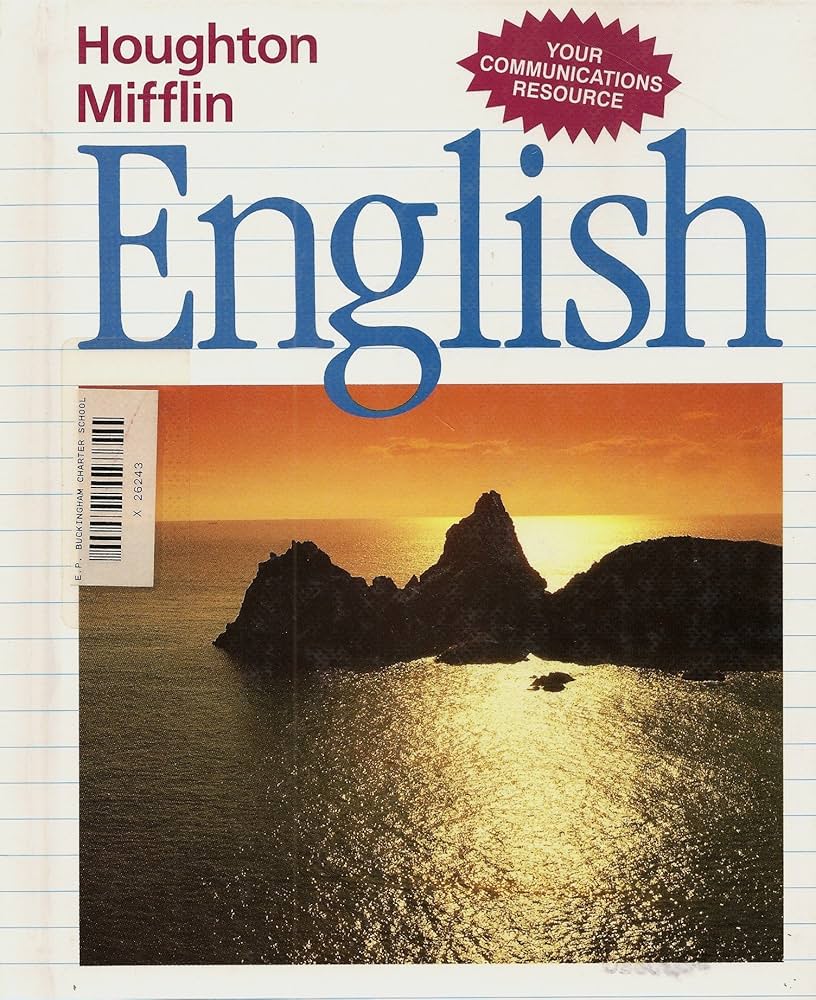 Houghton
Mifflin
YOUR
COMMUNICATIONS
RESOURCE
English
E.P. BUCKINGHAM CHARTER SCHOOL
X 26243